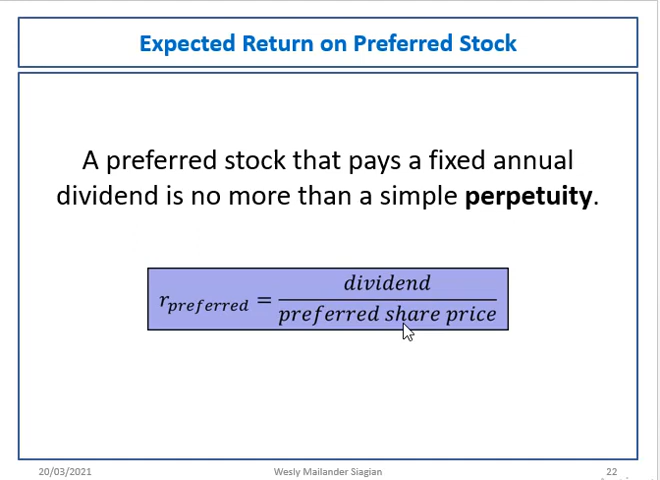 Expected Return on Preferred Stock
A preferred stock that pays a fixed annual
dividend is no more than a simple perpetuity.
r_preferred = dividend / preferred share price
20/03/2021 Wesly Mailander Siagian 22